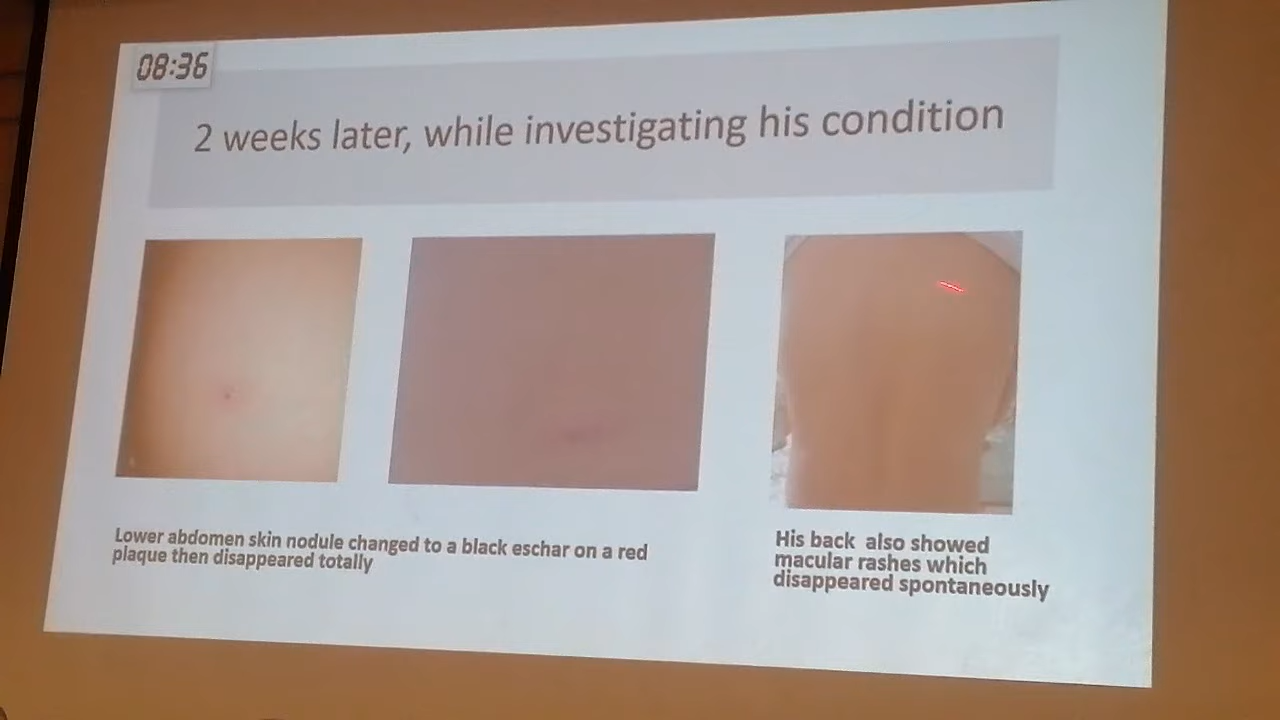 08:36
2 weeks later, while investigating his condition
Lower abdomen skin nodule changed to a black eschar on a red
plaque then disappeared totally
His back also showed
macular rashes which
disappeared spontaneously